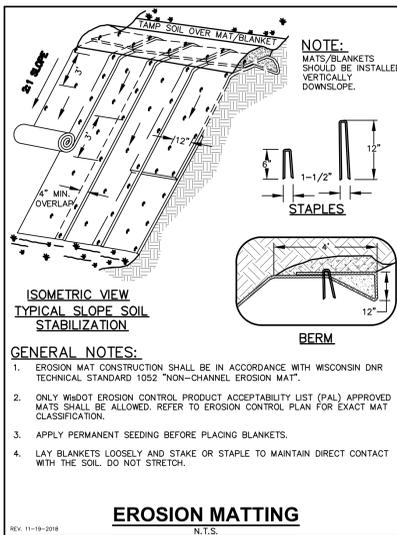 TAMP SOIL OVER MAT/BLANKET
2:1 SLOPE
3'
3'
12"
4" MIN.
OVERLAP
NOTE:
MATS/BLANKETS
SHOULD BE INSTALLED
VERTICALLY
DOWNSLOPE.
6"
1-1/2"
12"
STAPLES
4'
12"
BERM
ISOMETRIC VIEW
TYPICAL SLOPE SOIL
STABILIZATION
GENERAL NOTES:
1. EROSION MAT CONSTRUCTION SHALL BE IN ACCORDANCE WITH WISCONSIN DNR
TECHNICAL STANDARD 1052 "NON-CHANNEL EROSION MAT".
2. ONLY WisDOT EROSION CONTROL PRODUCT ACCEPTABILITY LIST (PAL) APPROVED
MATS SHALL BE ALLOWED. REFER TO EROSION CONTROL PLAN FOR EXACT MAT
CLASSIFICATION.
3. APPLY PERMANENT SEEDING BEFORE PLACING BLANKETS.
4. LAY BLANKETS LOOSELY AND STAKE OR STAPLE TO MAINTAIN DIRECT CONTACT
WITH THE SOIL. DO NOT STRETCH.
EROSION MATTING
REV. 11-19-2018
N.T.S.